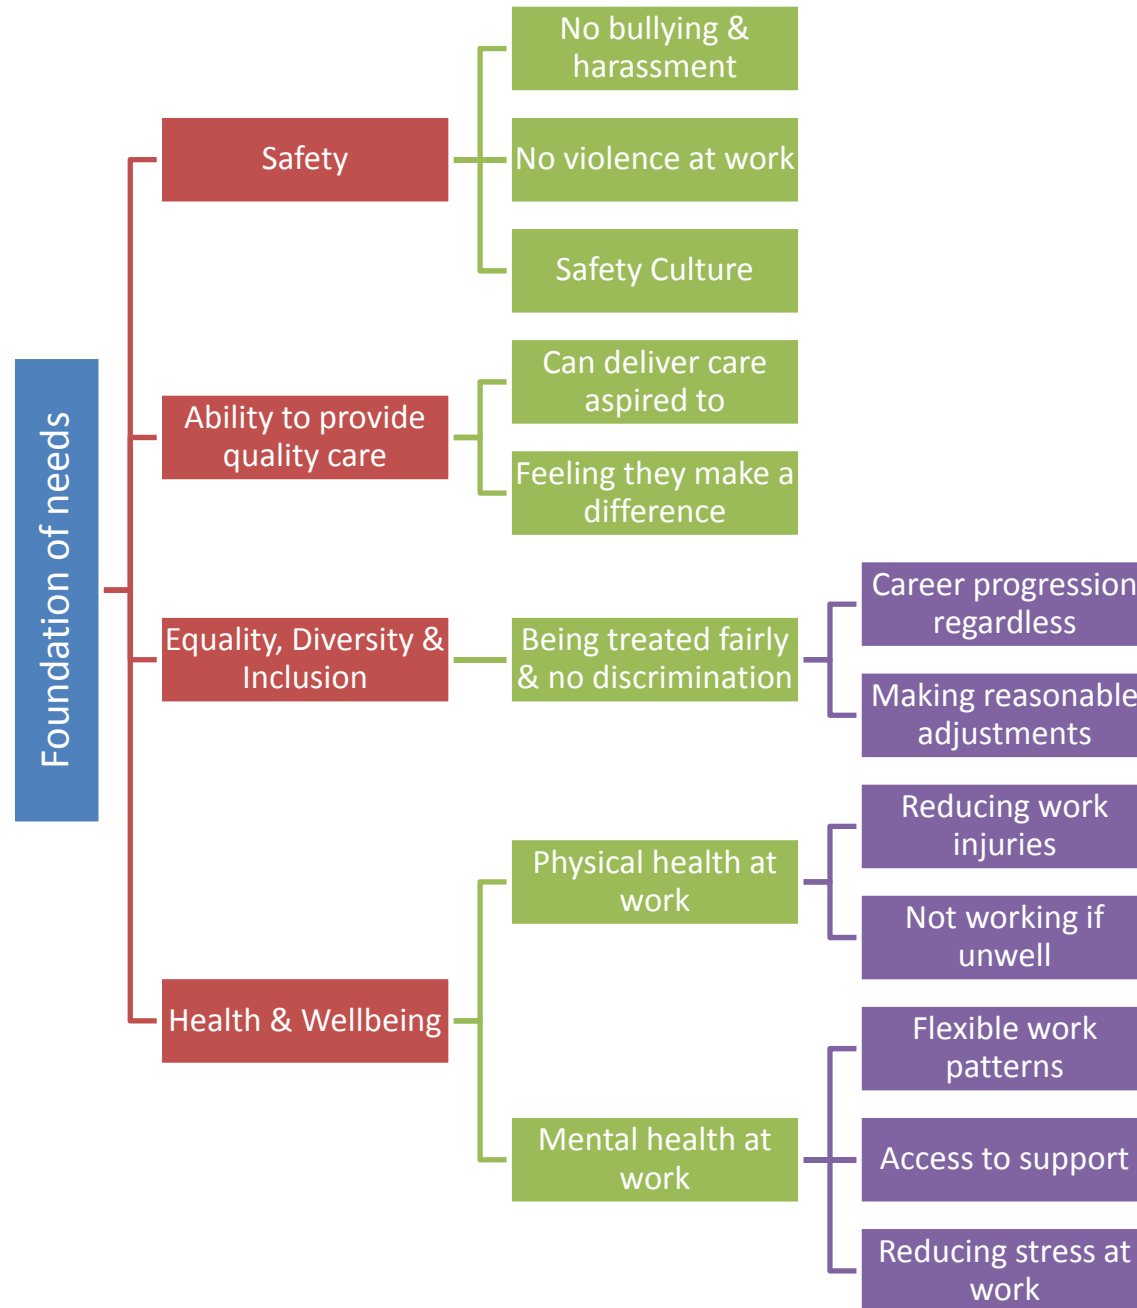 Foundation of needs
Safety
No bullying &
harassment
No violence at work
Safety Culture
Ability to provide
quality care
Can deliver care
aspired to
Feeling they make a
difference
Equality, Diversity &
Inclusion
Being treated fairly
& no discrimination
Career progression
regardless
Making reasonable
adjustments
Health & Wellbeing
Physical health at
work
Reducing work
injuries
Not working if
unwell
Mental health at
work
Flexible work
patterns
Access to support
Reducing stress at
work